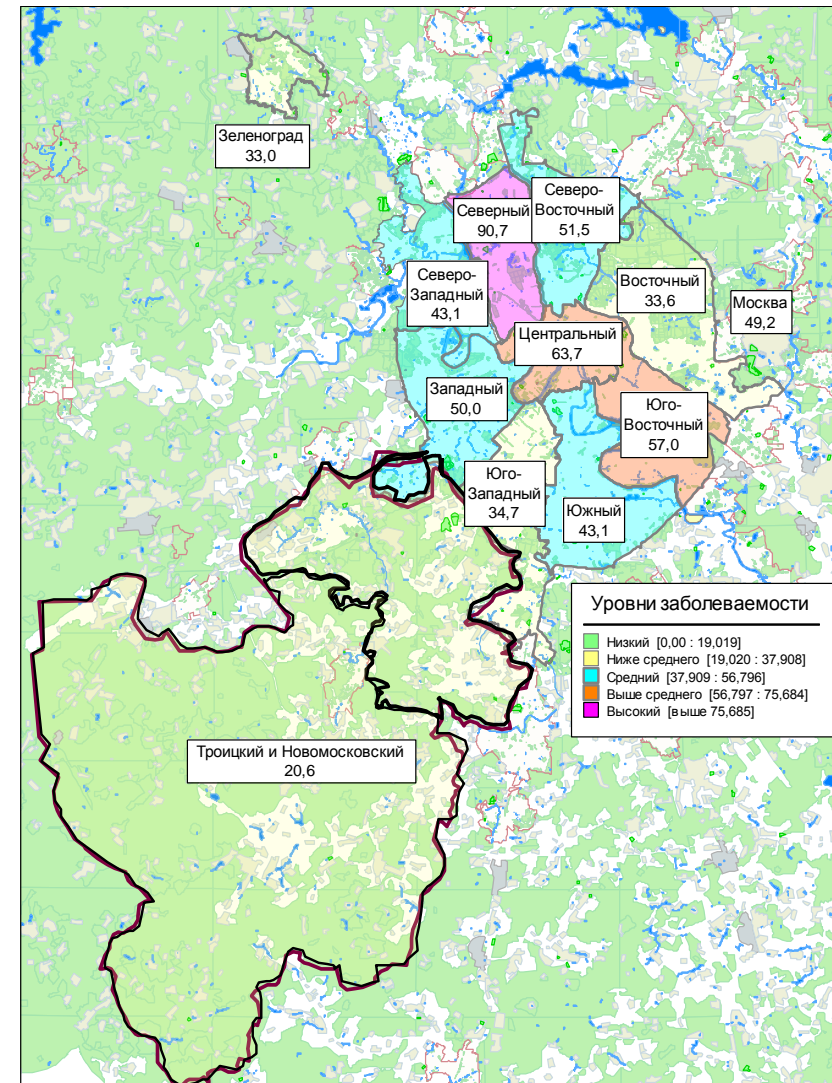 Зеленоград
33,0
Северный
90,7
Северо-
Восточный
51,5
Северо-
Западный
43,1
Восточный
33,6
Москва
49,2
Центральный
63,7
Западный
50,0
Юго-
Восточный
57,0
Юго-
Западный
34,7
Южный
43,1
Троицкий и Новомосковский
20,6
Уровни заболеваемости
Низкий [0,00 : 19,019]
Ниже среднего [19,020 : 37,908]
Средний [37,909 : 56,796]
Выше среднего [56,797 : 75,684]
Высокий [выше 75,685]